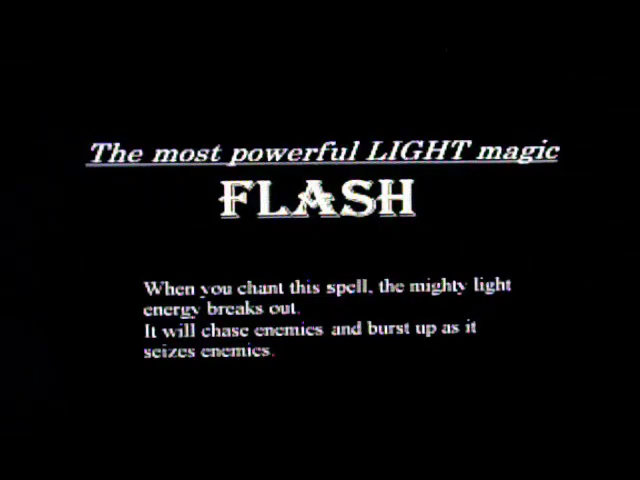 The most powerful LIGHT magic
FLASH
When you chant this spell, the mighty light
energy breaks out.
It will chase enemies and burst up as it
seizes enemies.